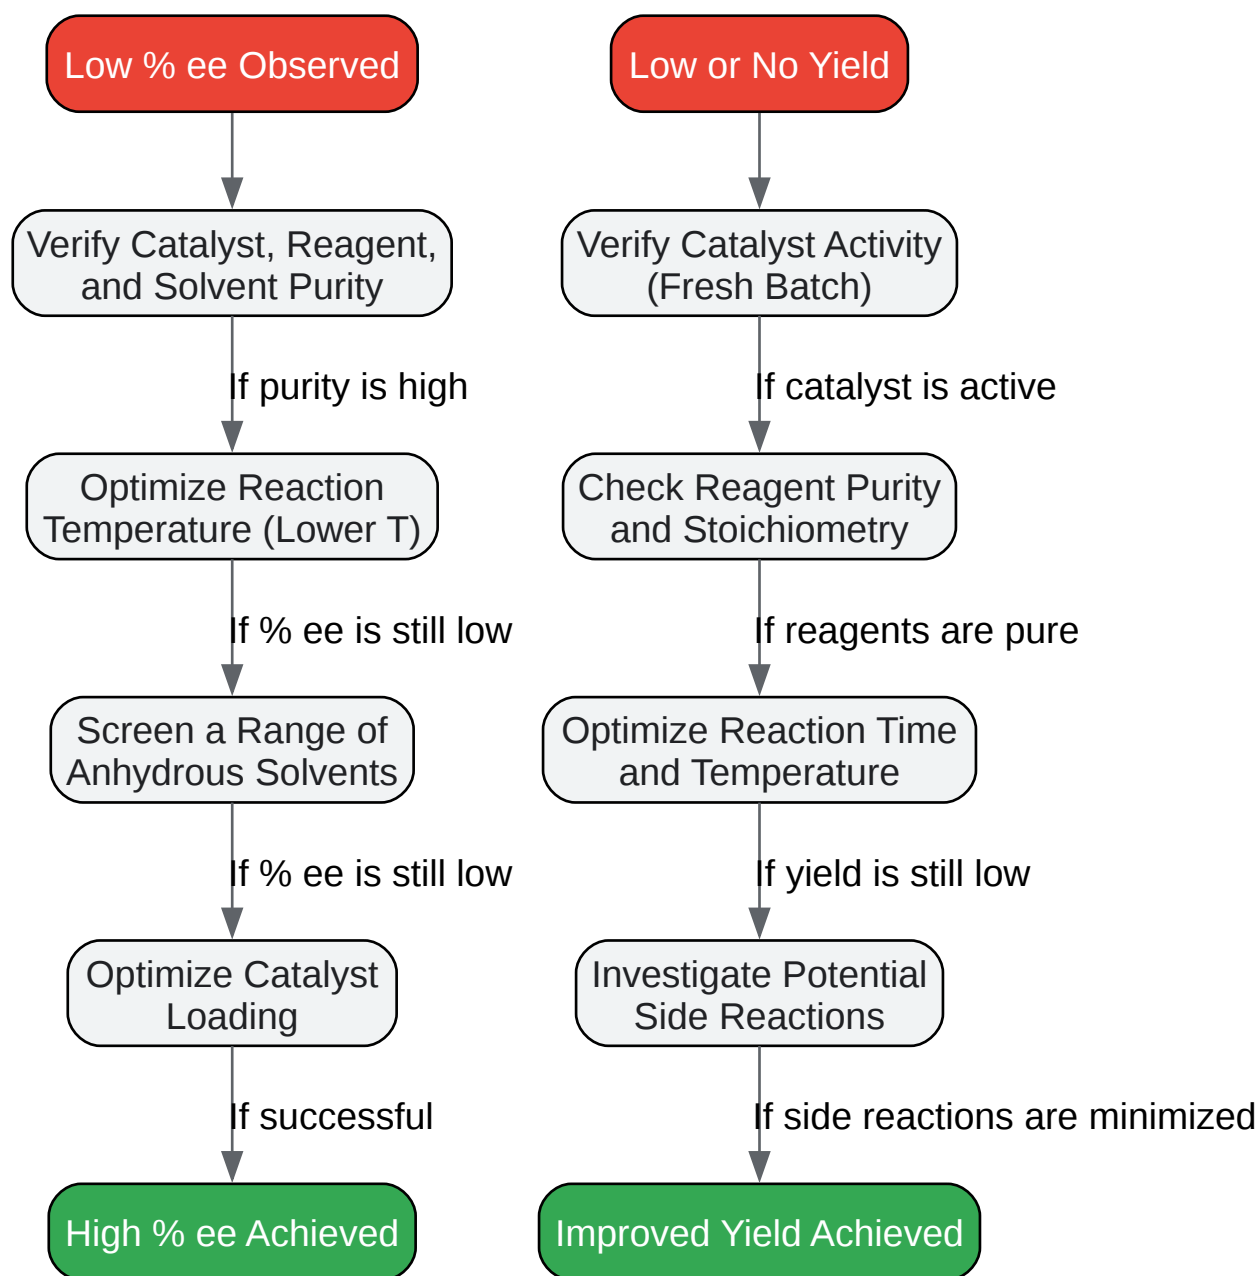 Low % ee Observed
Verify Catalyst, Reagent,
and Solvent Purity
If purity is high
Optimize Reaction
Temperature (Lower T)
If % ee is still low
Screen a Range of
Anhydrous Solvents
If % ee is still low
Optimize Catalyst
Loading
If successful
High % ee Achieved
Low or No Yield
Verify Catalyst Activity
(Fresh Batch)
If catalyst is active
Check Reagent Purity
and Stoichiometry
If reagents are pure
Optimize Reaction Time
and Temperature
If yield is still low
Investigate Potential
Side Reactions
If side reactions are minimized
Improved Yield Achieved